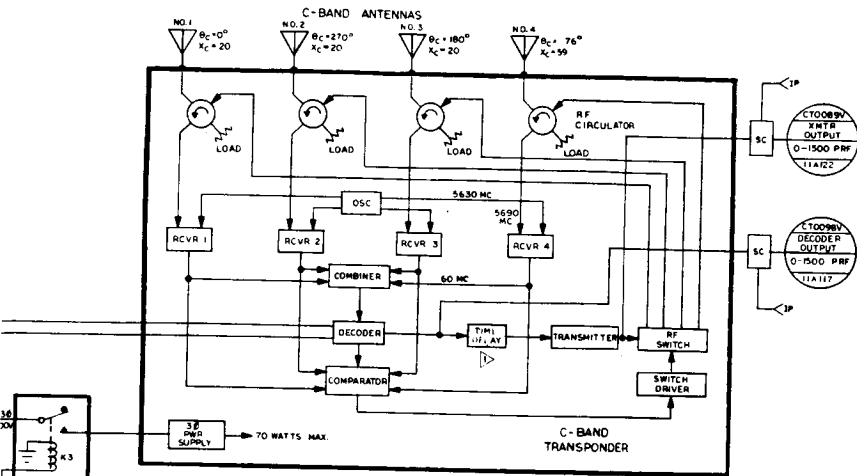 C-BAND ANTENNAS
NO.1
θC=0°
XC=20
NO.2
θC=270°
XC=20
NO.3
θC=180°
XC=20
NO.4
θC= 76°
XC=59
IP
CT0089V
XMTR
OUTPUT
0-1500 PRF
11A122
SC
RF
CIRCULATOR
LOAD
LOAD
LOAD
LOAD
5630 MC
OSC
5690
MC
RCVR 1
RCVR 2
RCVR 3
RCVR 4
CT0098V
DECODER
OUTPUT
0-1500 PRF
11A117
SC
IP
COMBINER
60 MC
DECODER
TIME
DELAY
1
TRANSMITTER
RF
SWITCH
COMPARATOR
SWITCH
DRIVER
3Ø
K3
3Ø
PWR
SUPPLY
70 WATTS MAX.
C-BAND
TRANSPONDER